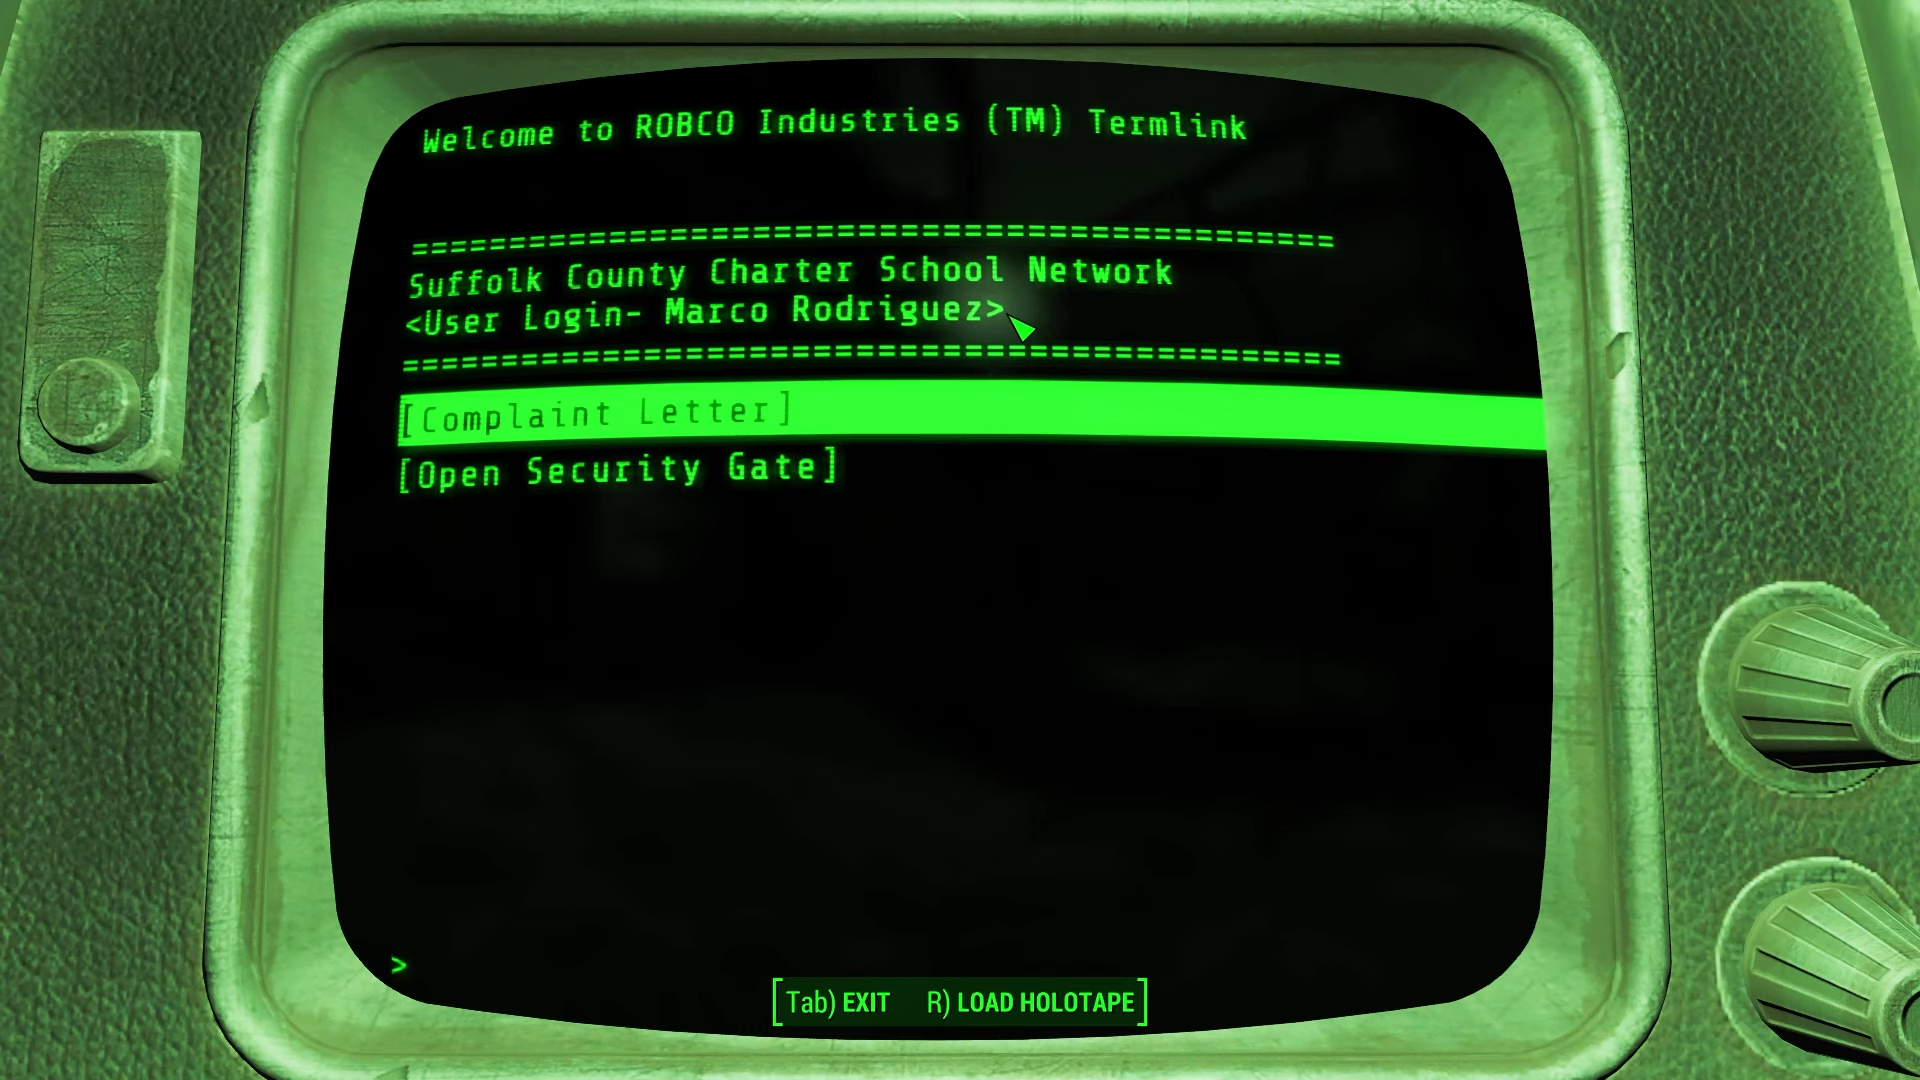 Welcome to ROBCO Industries (TM) Termlink
===============================================
Suffolk County Charter School Network
<User Login- Marco Rodriguez>
===============================================
[Complaint Letter]
[Open Security Gate]
>
Tab) EXIT R) LOAD HOLOTAPE